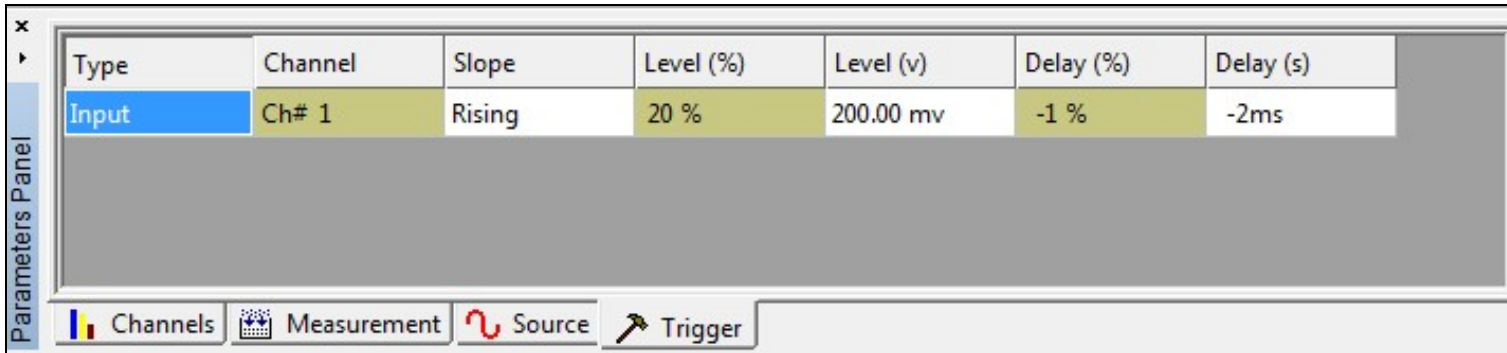 Type Channel Slope Level (%) Level (v) Delay (%) Delay (s)
Input Ch# 1 Rising 20 % 200.00 mv -1 % -2ms
Parameters Panel
Channels Measurement Source Trigger